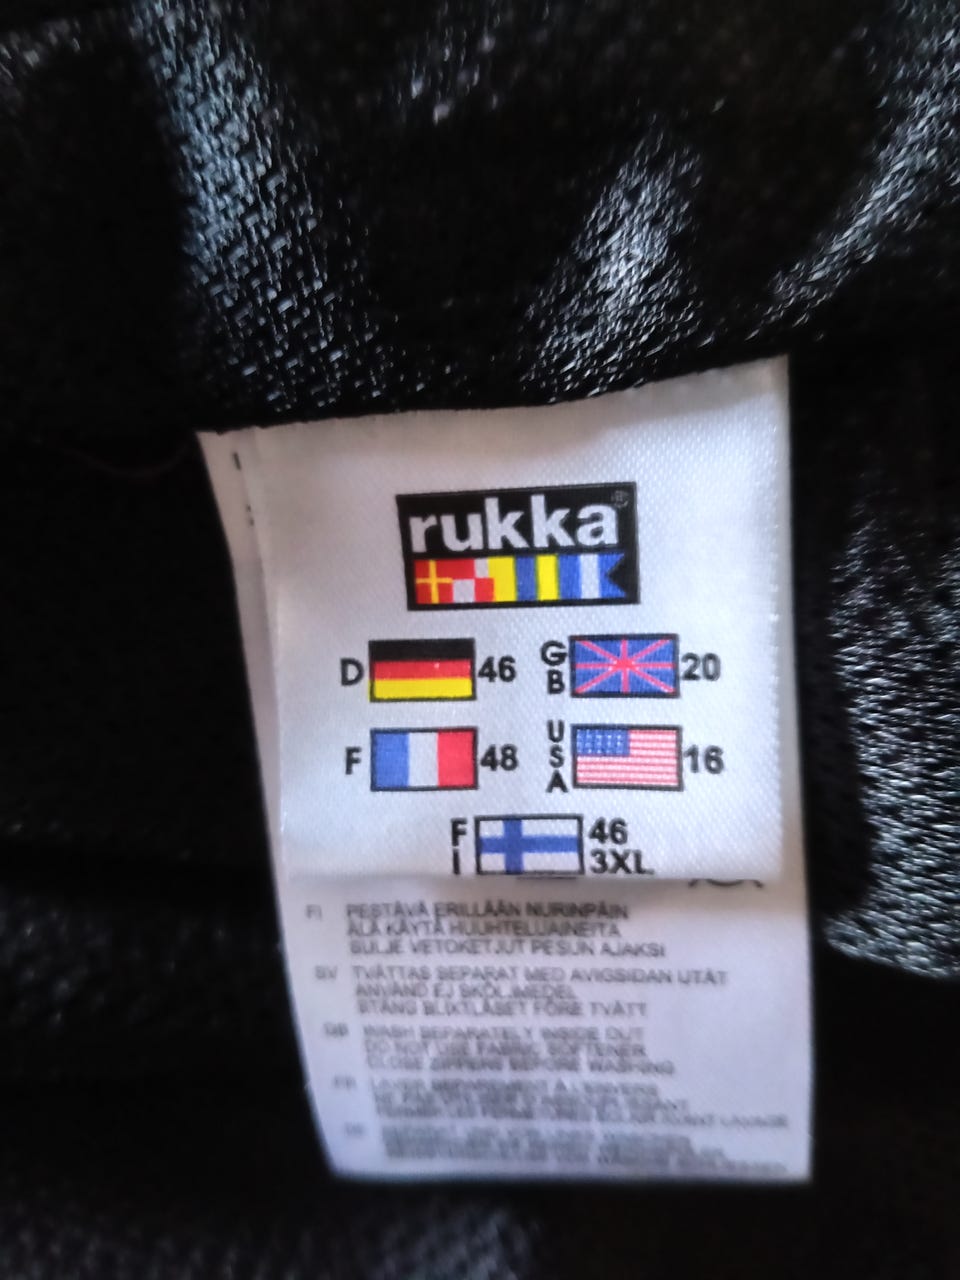 rukka®
D 46 GB 20
F 48 USA 16
FI 46
3XL
FI PESTÄVÄ ERILLÄÄN NURINPÄIN
ÄLÄ KÄYTÄ HUUHTELUAINEITA
SULJE VETOKETJUT PESUN AJAKSI
SV TVÄTTAS SEPARAT MED AVIGSIDAN UTÅT
ANVÄND EJ SKÖLJMEDEL
STÄNG BLIXTLÅSET FÖRE TVÄTT
GB WASH SEPARATELY INSIDE OUT
DO NOT USE FABRIC SOFTENER
CLOSE ZIPPERS BEFORE WASHING
FR